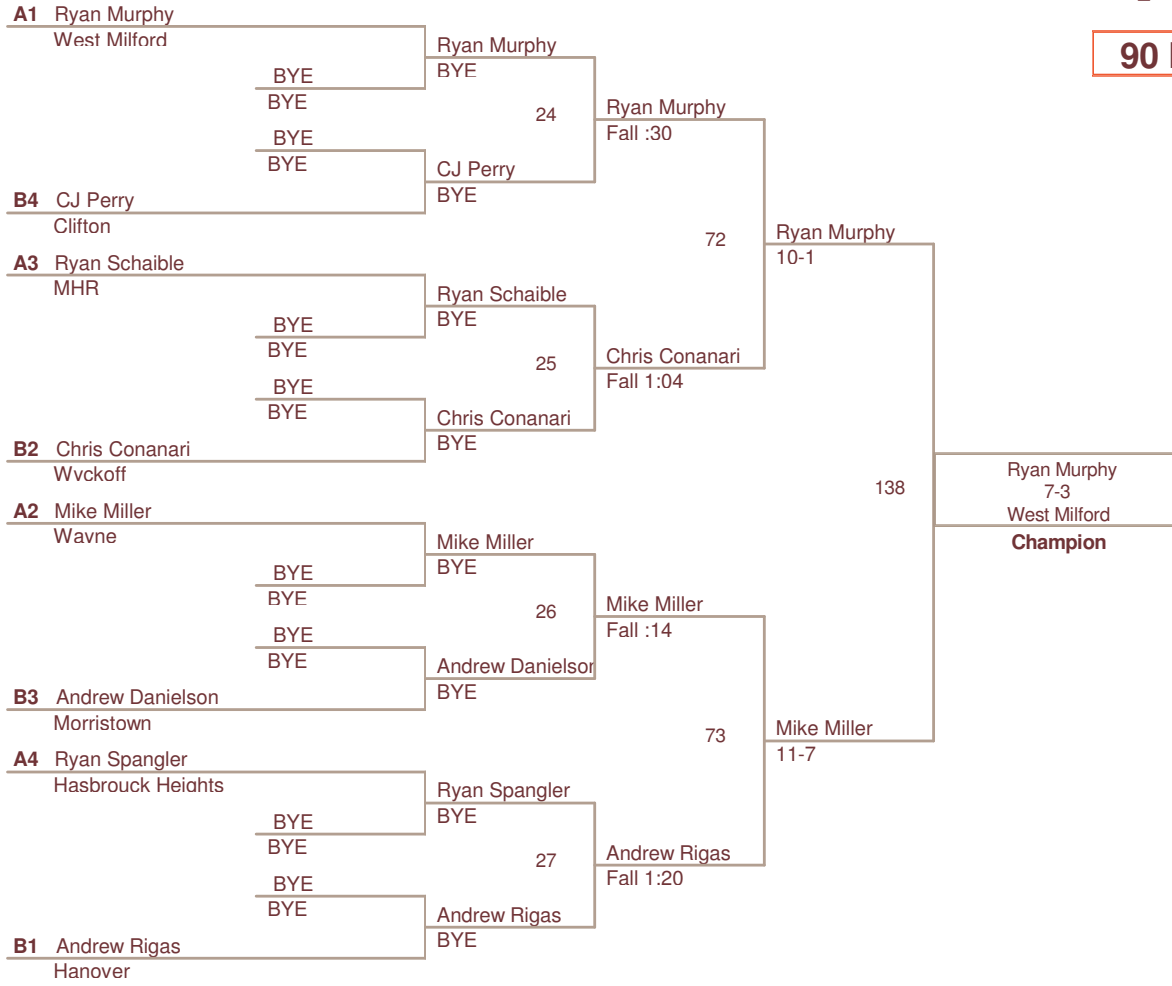 90
A1 Ryan Murphy
West Milford
Ryan Murphy
BYE
BYE
BYE
24
Ryan Murphy
Fall :30
BYE
BYE
CJ Perry
BYE
B4 CJ Perry
Clifton
72
Ryan Murphy
10-1
A3 Ryan Schaible
MHR
Ryan Schaible
BYE
BYE
BYE
25
Chris Conanari
Fall 1:04
BYE
BYE
Chris Conanari
BYE
B2 Chris Conanari
Wyckoff
138
Ryan Murphy
7-3
West Milford
Champion
A2 Mike Miller
Wayne
Mike Miller
BYE
BYE
BYE
26
Mike Miller
Fall :14
BYE
BYE
Andrew Danielson
BYE
B3 Andrew Danielson
Morristown
73
Mike Miller
11-7
A4 Ryan Spangler
Hasbrouck Heights
Ryan Spangler
BYE
BYE
BYE
27
Andrew Rigas
Fall 1:20
BYE
BYE
Andrew Rigas
BYE
B1 Andrew Rigas
Hanover